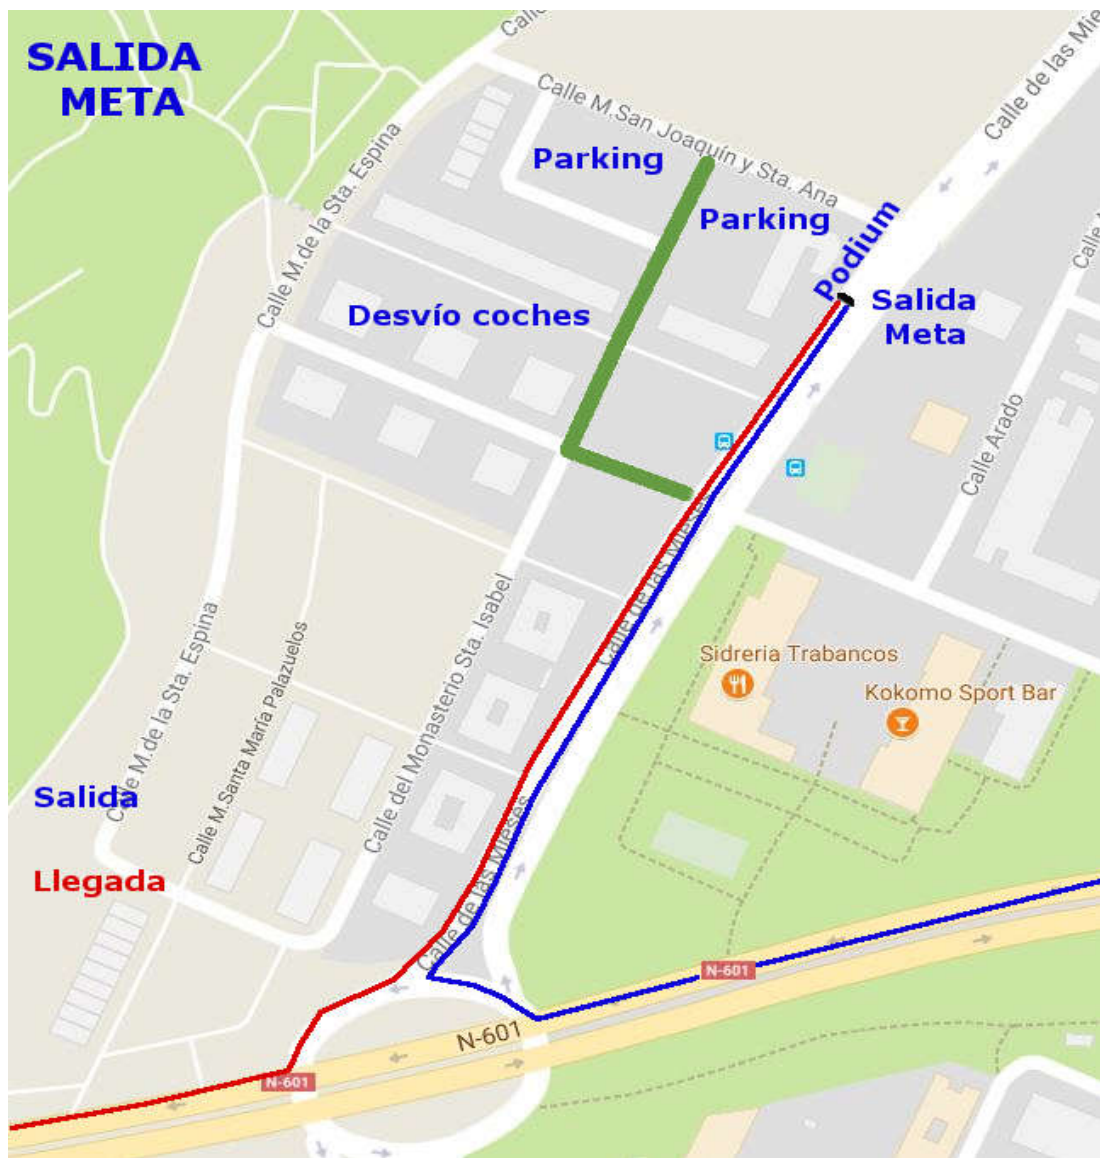 SALIDA
META
Calle
Calle M.San Joaquín y Sta. Ana
Calle de las Mie
Parking
Parking
Calle M.de la Sta. Espina
Podium
Salida
Meta
Desvío coches
Calle Arado
Calle de las Mieses
Calle del Monasterio Sta. Isabel
Calle M.de la Sta. Espina
Calle M.Santa María Palazuelos
Sidreria Trabancos
Kokomo Sport Bar
Salida
Llegada
Calle de las Mieses
N-601
N-601
N-601